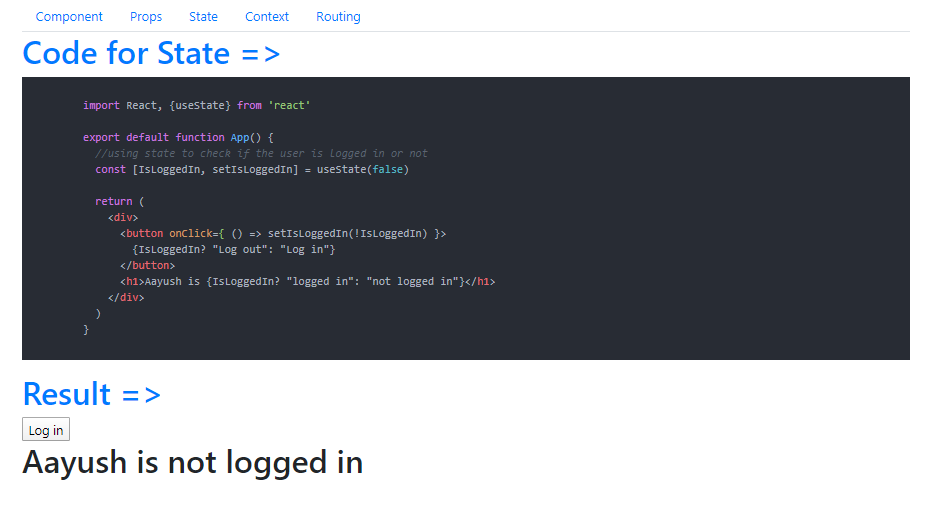 Component Props State Context Routing
Code for State =>
import React, {useState} from 'react'
export default function App() {
//using state to check if the user is logged in or not
const [IsLoggedIn, setIsLoggedIn] = useState(false)
return (
<div>
<button onClick={ () => setIsLoggedIn(!IsLoggedIn) }>
{IsLoggedIn? "Log out": "Log in"}
</button>
<h1>Aayush is {IsLoggedIn? "logged in": "not logged in"}</h1>
</div>
)
}
Result =>
Log in
Aayush is not logged in